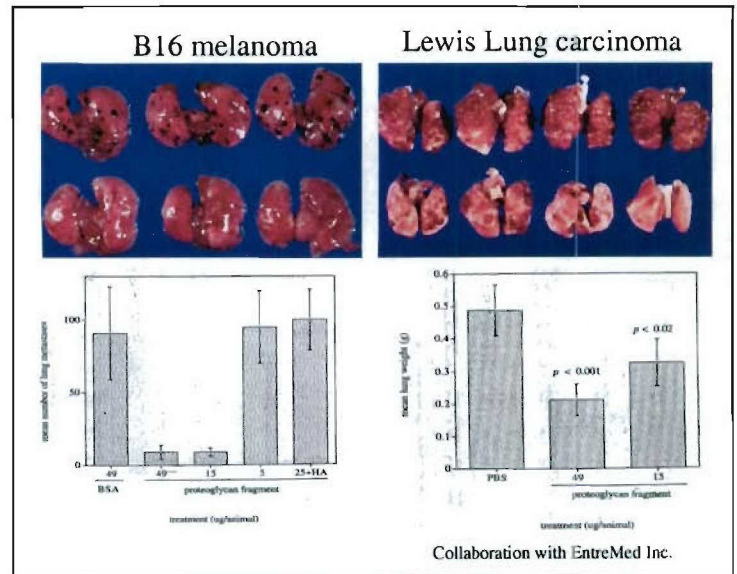 B16 melanoma
Lewis Lung carcinoma
mean number of lung metastases
100
50
0
49
49
15
5
25+HA
BSA
proteoglycan fragment
treatment (ug/animal)
mean lung weight (g)
0.6
0.5
0.4
0.3
0.2
0.1
0
p < 0.001
p < 0.02
PBS
49
15
proteoglycan fragment
treatment (ug/animal)
Collaboration with EntreMed Inc.